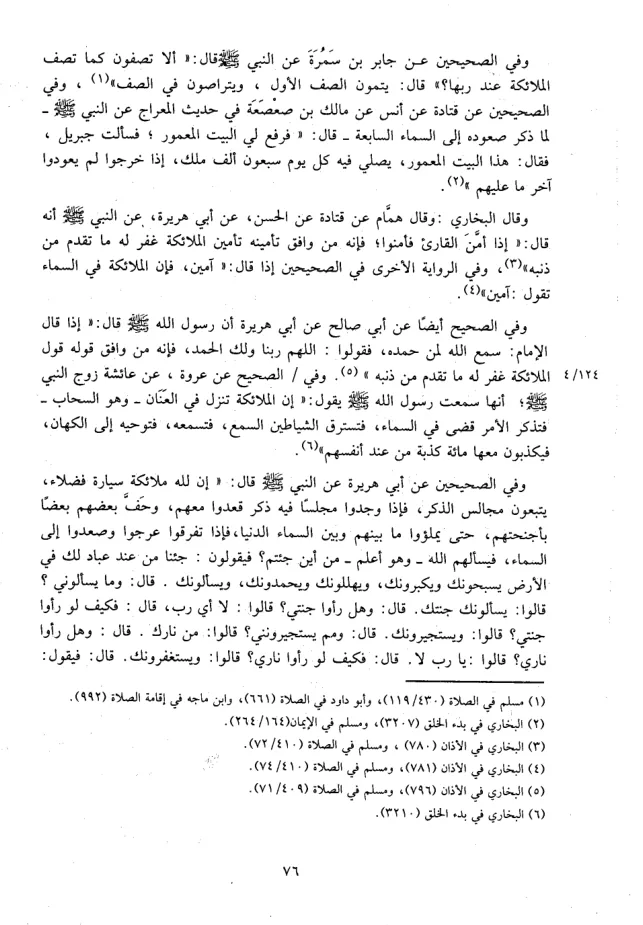 وفي الصحيحين عـن جابر بن سَمُرَةَ عن النبي ﷺ قال: « ألا تصفون كما تصف
الملائكة عند ربها؟» قال: يتمون الصف الأول ، ويتراصون في الصف»(١) ، وفي
الصحيحين عن قتادة عن أنس عن مالك بن صَعْصَعَة في حديث المعراج عن النبي ﷺ ـ
لما ذكر صعوده إلى السماء السابعة ـ قال: « فرفع لي البيت المعمور ؛ فسألت جبريل ،
فقال: هذا البيت المعمور، يصلي فيه كل يوم سبعون ألف ملك، إذا خرجوا لم يعودوا
آخر ما عليهم »(٢).
وقال البخاري :وقال همَّام عن قتادة عن الحسن، عن أبي هريرة، عن النبي ﷺ أنه
قال: « إذا أمَّنَ القارئ فأمنوا؛ فإنه من وافق تأمينه تأمين الملائكة غفر له ما تقدم من
ذنبه»(٣)، وفي الرواية الأخرى في الصحيحين إذا قال: « آمين، فإن الملائكة في السماء
تقول :آمين»(٤).
وفي الصحيح أيضًا عن أبي صالح عن أبي هريرة أن رسول الله ﷺ قال: « إذا قال
الإمام: سمع الله لمن حمده، فقولوا : اللهم ربنا ولك الحمد، فإنه من وافق قوله قول
٤/١٢٤ الملائكة غفر له ما تقدم من ذنبه » (٥). وفي / الصحيح عن عروة ، عن عائشة زوج النبي
ﷺ؛ أنها سمعت رسول الله ﷺ يقول: « إن الملائكة تنزل في العَنَان ـ وهو السحاب ـ
فتذكر الأمر قضى في السماء، فتسترق الشياطين السمع، فتسمعه، فتوحيه إلى الكهان،
فيكذبون معها مائة كذبة من عند أنفسهم»(٦).
وفي الصحيحين عن أبي هريرة عن النبي ﷺ قال: « إن لله ملائكة سيارة فضلاء،
يتبعون مجالس الذكر، فإذا وجدوا مجلسًا فيه ذكر قعدوا معهم، وحَفَّ بعضهم بعضًا
بأجنحتهم، حتى يملؤوا ما بينهم وبين السماء الدنيا،فإذا تفرقوا عرجوا وصعدوا إلى
السماء، فيسألهم الله ـ وهو أعلم ـ من أين جئتم؟ فيقولون : جئنا من عند عباد لك في
الأرض يسبحونك ويكبرونك، ويهللونك ويحمدونك، ويسألونك . قال: وما يسألوني ؟
قالوا: يسألونك جنتك. قال: وهل رأوا جنتي؟ قالوا : لا أي رب، قال : فكيف لو رأوا
جنتي؟ قالوا: ويستجيرونك. قال: ومم يستجيرونني؟ قالوا: من نارك . قال : وهل رأوا
ناري؟ قالوا :يا رب لا. قال: فكيف لو رأوا ناري؟ قالوا: ويستغفرونك. قال: فيقول:
(١) مسلم في الصلاة (١١٩/٤٣٠)، وأبو داود في الصلاة (٦٦١)، وابن ماجه في إقامة الصلاة (٩٩٢).
(٢) البخاري في بدء الخلق (٣٢٠٧)، ومسلم في الإيمان(٢٦٤/١٦٤).
(٣) البخاري في الأذان (٧٨٠) ، ومسلم في الصلاة (٧٢/٤١٠).
(٤) البخاري في الأذان (٧٨١)، ومسلم في الصلاة (٧٤/٤١٠).
(٥) البخاري في الأذان (٧٩٦)، ومسلم في الصلاة (٧١/٤٠٩).
(٦) البخاري في بدء الخلق (٣٢١٠).
٧٦